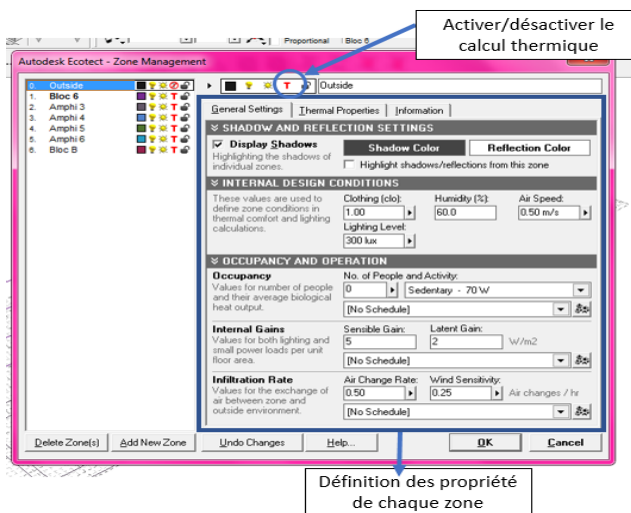 Activer/désactiver le
calcul thermique
Proportional Bloc 6
Autodesk Ecotect - Zone Management
0. Outside T
1. Bloc 6 T
2. Amphi 3 T
3. Amphi 4 T
4. Amphi 5 T
5. Amphi 6 T
6. Bloc B T
T Outside
General Settings Thermal Properties Information
SHADOW AND REFLECTION SETTINGS
Display Shadows
Highlighting the shadows of
individual zones.
Shadow Color Reflection Color
Highlight shadows/reflections from this zone
INTERNAL DESIGN CONDITIONS
These values are used to
define zone conditions in
thermal comfort and lighting
calculations.
Clothing (clo): Humidity (%): Air Speed:
1.00 60.0 0.50 m/s
Lighting Level:
300 lux
OCCUPANCY AND OPERATION
Occupancy
Values for number of people
and their average biological
heat output.
No. of People and Activity:
0 Sedentary - 70 W
[No Schedule]
Internal Gains
Values for both lighting and
small power loads per unit
floor area.
Sensible Gain: Latent Gain:
5 2 W/m2
[No Schedule]
Infiltration Rate
Values for the exchange of
air between zone and
outside environment.
Air Change Rate: Wind Sensitivity:
0.50 0.25 Air changes / hr
[No Schedule]
Delete Zone(s) Add New Zone Undo Changes Help... OK Cancel
Définition des propriété
de chaque zone